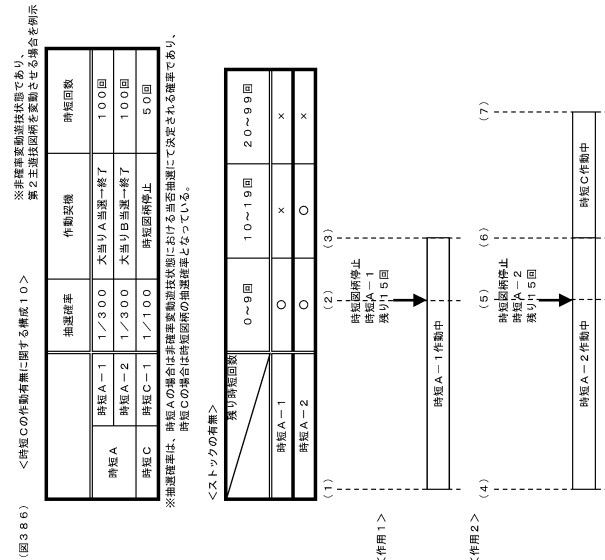 (図386)
<時短Cの作動有無に関する構成10>
※非確率変動遊技状態であり、
第2主遊技図柄を変動させる場合を例示
抽選確率 作動契機 時短回数
時短A 時短A-1 1/300 大当りA当選→終了 100回
時短A-2 1/300 大当りB当選→終了 100回
時短C 時短C-1 1/100 時短図柄停止 50回
※抽選確率は、時短Aの場合は非確率変動遊技状態における当否抽選にて決定される確率であり、
時短Cの場合は時短図柄の抽選確率となっている。
<ストックの有無>
残り時短回数 0~9回 10~19回 20~99回
時短A-1 ○ × ×
時短A-2 ○ ○ ×
<作用1>
(1) (2) (3)
時短図柄停止
時短A-1
残り15回
時短A-1作動中
<作用2>
(4) (5) (6) (7)
時短図柄停止
時短A-2
残り15回
時短A-2作動中 時短C作動中